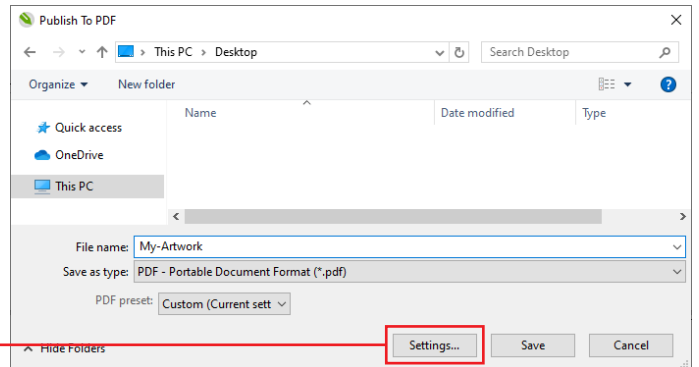 Publish To PDF
This PC > Desktop
Search Desktop
Organize
New folder
Name
Date modified
Type
Quick access
OneDrive
This PC
File name: My-Artwork
Save as type: PDF - Portable Document Format (*.pdf)
PDF preset: Custom (Current sett
Hide Folders
Settings...
Save
Cancel